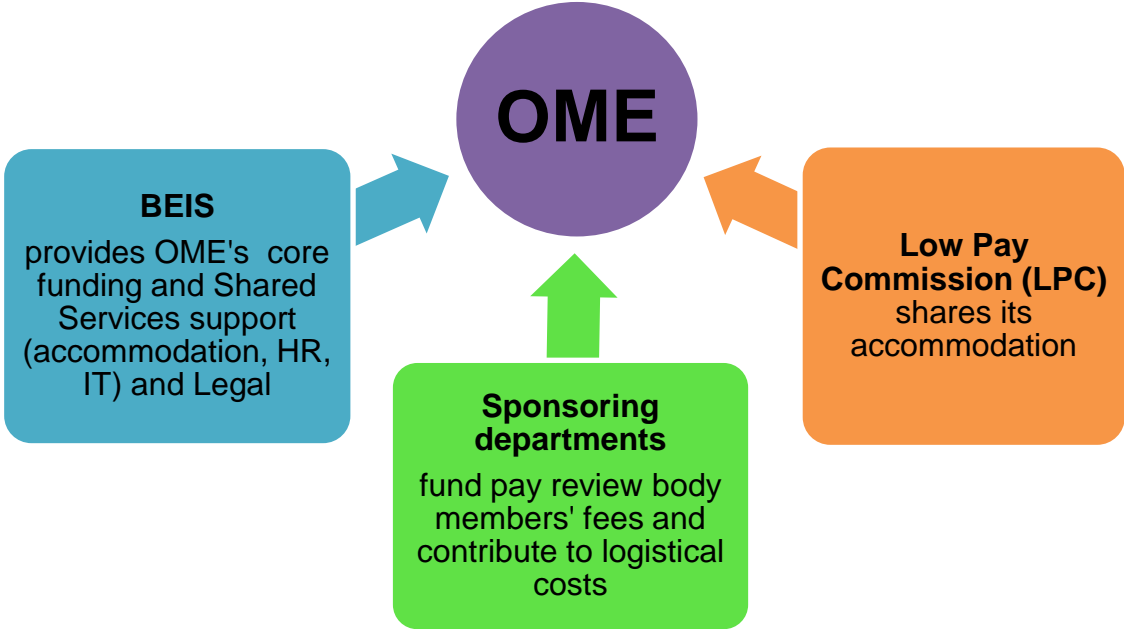 OME
BEIS
provides OME's core
funding and Shared
Services support
(accommodation, HR,
IT) and Legal
Sponsoring
departments
fund pay review body
members' fees and
contribute to logistical
costs
Low Pay
Commission (LPC)
shares its
accommodation